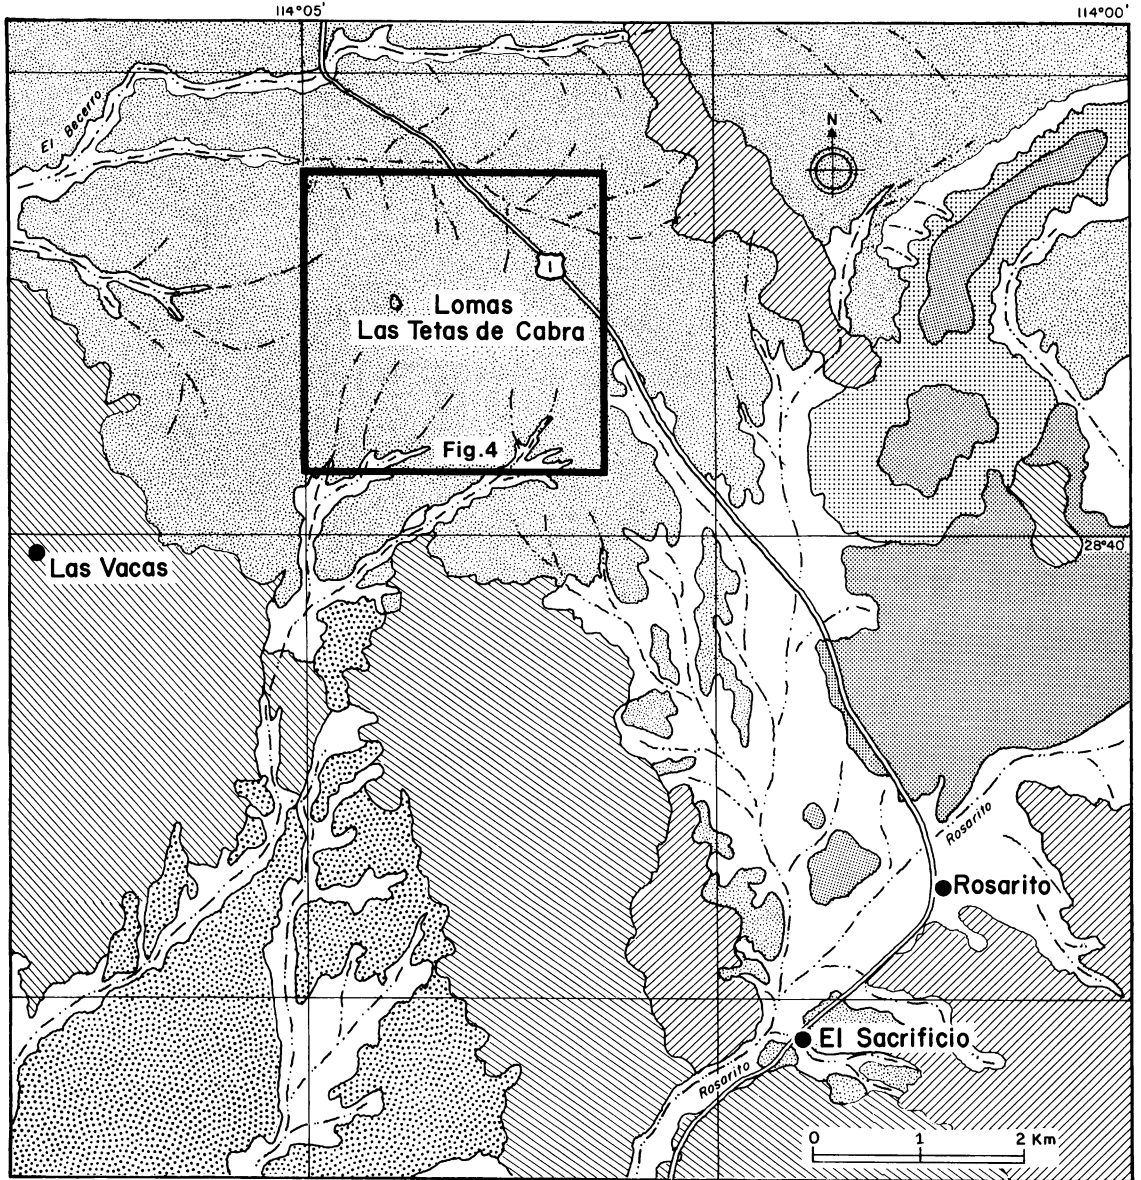 114°05'
114°00'
El Becerro
N
1
Lomas
Las Tetas de Cabra
Fig.4
28°40'
Las Vacas
Rosarito
Rosarito
El Sacrificio
Rosarito
0 1 2 Km